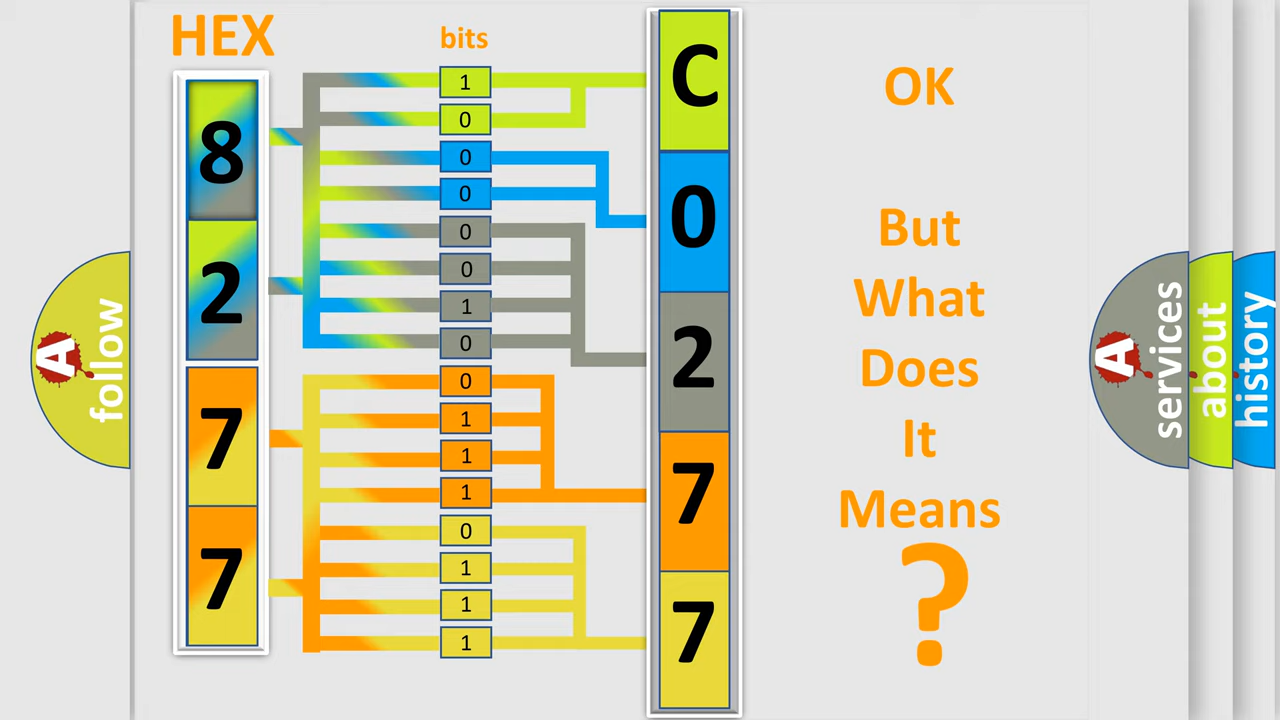 HEX
8
2
7
7
bits
1
0
0
0
0
0
1
0
0
1
1
1
0
1
1
1
C
0
2
7
7
OK
But
What
Does
It
Means
?
A
follow
A
services
about
history